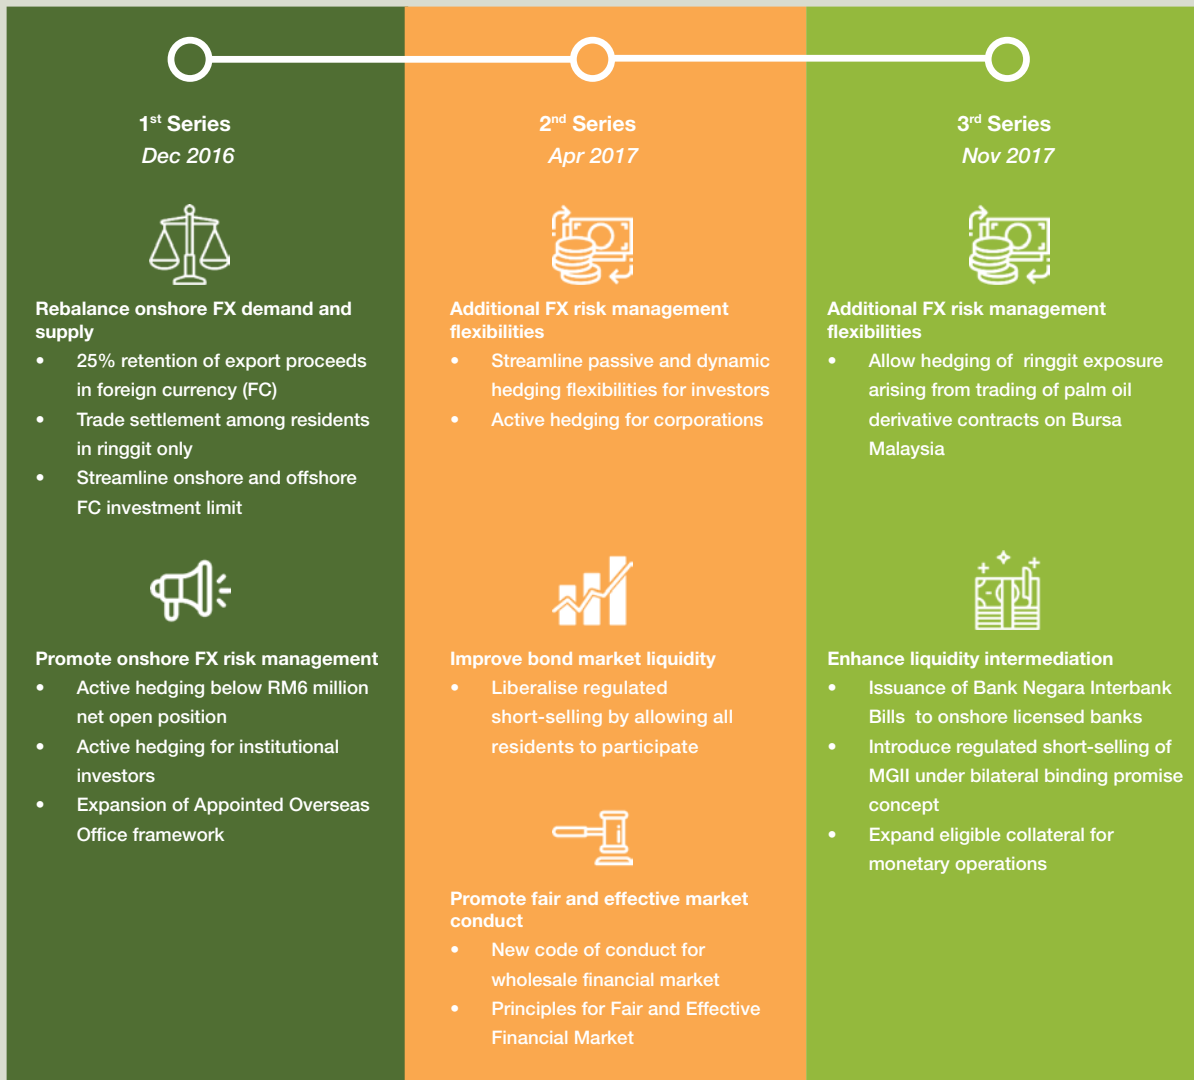 1st Series
Dec 2016
Rebalance onshore FX demand and
supply
• 25% retention of export proceeds
in foreign currency (FC)
• Trade settlement among residents
in ringgit only
• Streamline onshore and offshore
FC investment limit
Promote onshore FX risk management
• Active hedging below RM6 million
net open position
• Active hedging for institutional
investors
• Expansion of Appointed Overseas
Office framework
2nd Series
Apr 2017
Additional FX risk management
flexibilities
• Streamline passive and dynamic
hedging flexibilities for investors
• Active hedging for corporations
Improve bond market liquidity
• Liberalise regulated
short-selling by allowing all
residents to participate
Promote fair and effective market
conduct
• New code of conduct for
wholesale financial market
• Principles for Fair and Effective
Financial Market
3rd Series
Nov 2017
Additional FX risk management
flexibilities
• Allow hedging of ringgit exposure
arising from trading of palm oil
derivative contracts on Bursa
Malaysia
Enhance liquidity intermediation
• Issuance of Bank Negara Interbank
Bills to onshore licensed banks
• Introduce regulated short-selling of
MGII under bilateral binding promise
concept
• Expand eligible collateral for
monetary operations